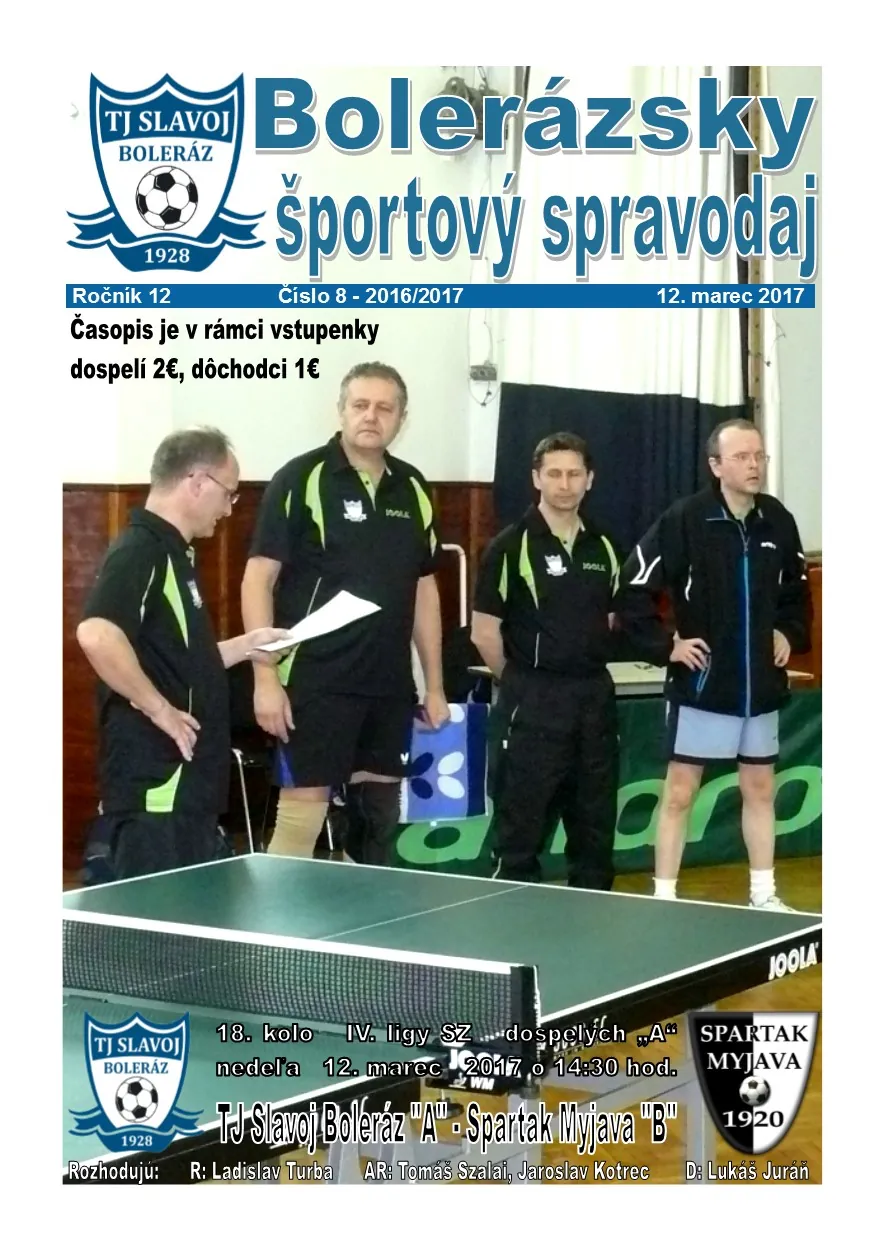 TJ SLAVOJ
BOLERÁZ
1928
Bolerázsky
športový spravodaj
Ročník 12 Číslo 8 - 2016/2017 12. marec 2017
Časopis je v rámci vstupenky
dospelí 2€, dôchodci 1€
JOOLA
JOOLA
JOOLA
18. kolo IV. ligy SZ dospelých „A“
nedeľa 12. marec 2017 o 14:30 hod.
TJ Slavoj Boleráz "A" - Spartak Myjava "B"
TJ SLAVOJ
BOLERÁZ
1928
SPARTAK
MYJAVA
1920
Rozhodujú: R: Ladislav Turba AR: Tomáš Szalai, Jaroslav Kotrec D: Lukáš Juráň